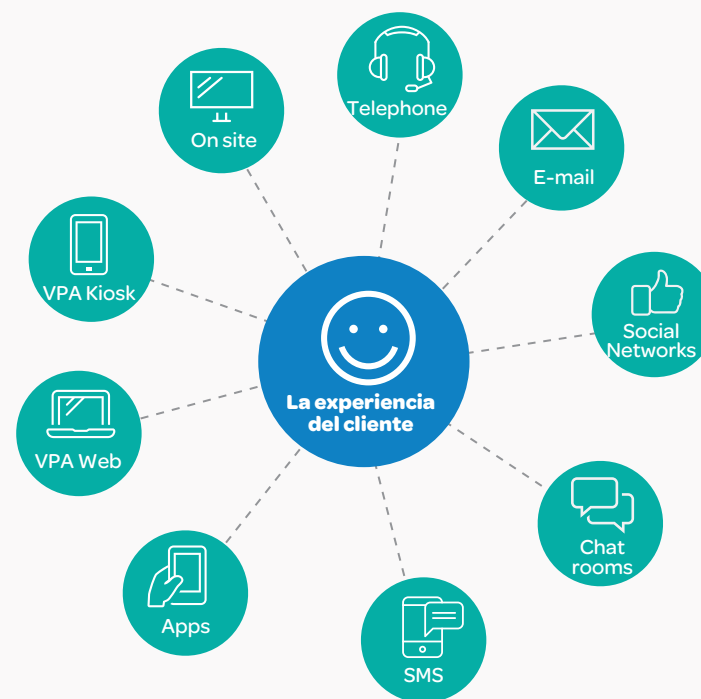 Telephone
On site
E-mail
VPA Kiosk
Social
Networks
La experiencia
del cliente
VPA Web
Chat
rooms
Apps
SMS